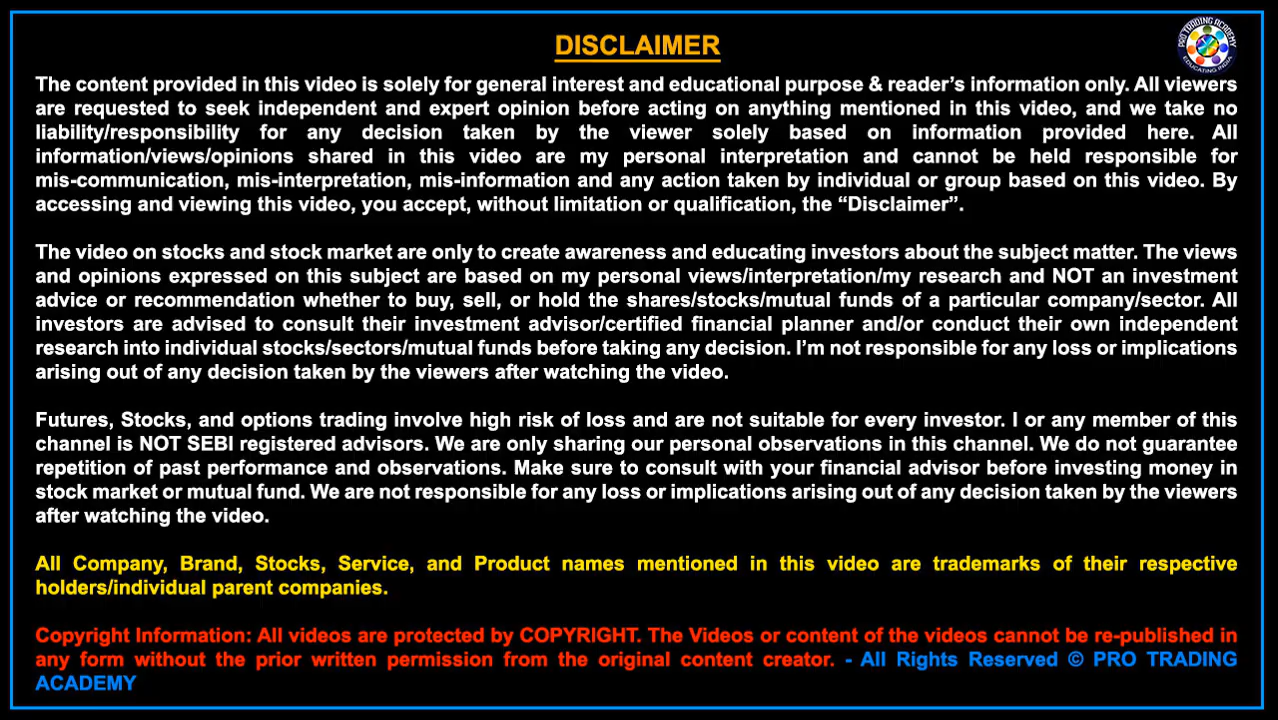 DISCLAIMER
PRO TRADING ACADEMY
EDUCATING INDIA
The content provided in this video is solely for general interest and educational purpose & reader’s information only. All viewers
are requested to seek independent and expert opinion before acting on anything mentioned in this video, and we take no
liability/responsibility for any decision taken by the viewer solely based on information provided here. All
information/views/opinions shared in this video are my personal interpretation and cannot be held responsible for
mis-communication, mis-interpretation, mis-information and any action taken by individual or group based on this video. By
accessing and viewing this video, you accept, without limitation or qualification, the “Disclaimer”.
The video on stocks and stock market are only to create awareness and educating investors about the subject matter. The views
and opinions expressed on this subject are based on my personal views/interpretation/my research and NOT an investment
advice or recommendation whether to buy, sell, or hold the shares/stocks/mutual funds of a particular company/sector. All
investors are advised to consult their investment advisor/certified financial planner and/or conduct their own independent
research into individual stocks/sectors/mutual funds before taking any decision. I’m not responsible for any loss or implications
arising out of any decision taken by the viewers after watching the video.
Futures, Stocks, and options trading involve high risk of loss and are not suitable for every investor. I or any member of this
channel is NOT SEBI registered advisors. We are only sharing our personal observations in this channel. We do not guarantee
repetition of past performance and observations. Make sure to consult with your financial advisor before investing money in
stock market or mutual fund. We are not responsible for any loss or implications arising out of any decision taken by the viewers
after watching the video.
All Company, Brand, Stocks, Service, and Product names mentioned in this video are trademarks of their respective
holders/individual parent companies.
Copyright Information: All videos are protected by COPYRIGHT. The Videos or content of the videos cannot be re-published in
any form without the prior written permission from the original content creator. - All Rights Reserved © PRO TRADING
ACADEMY